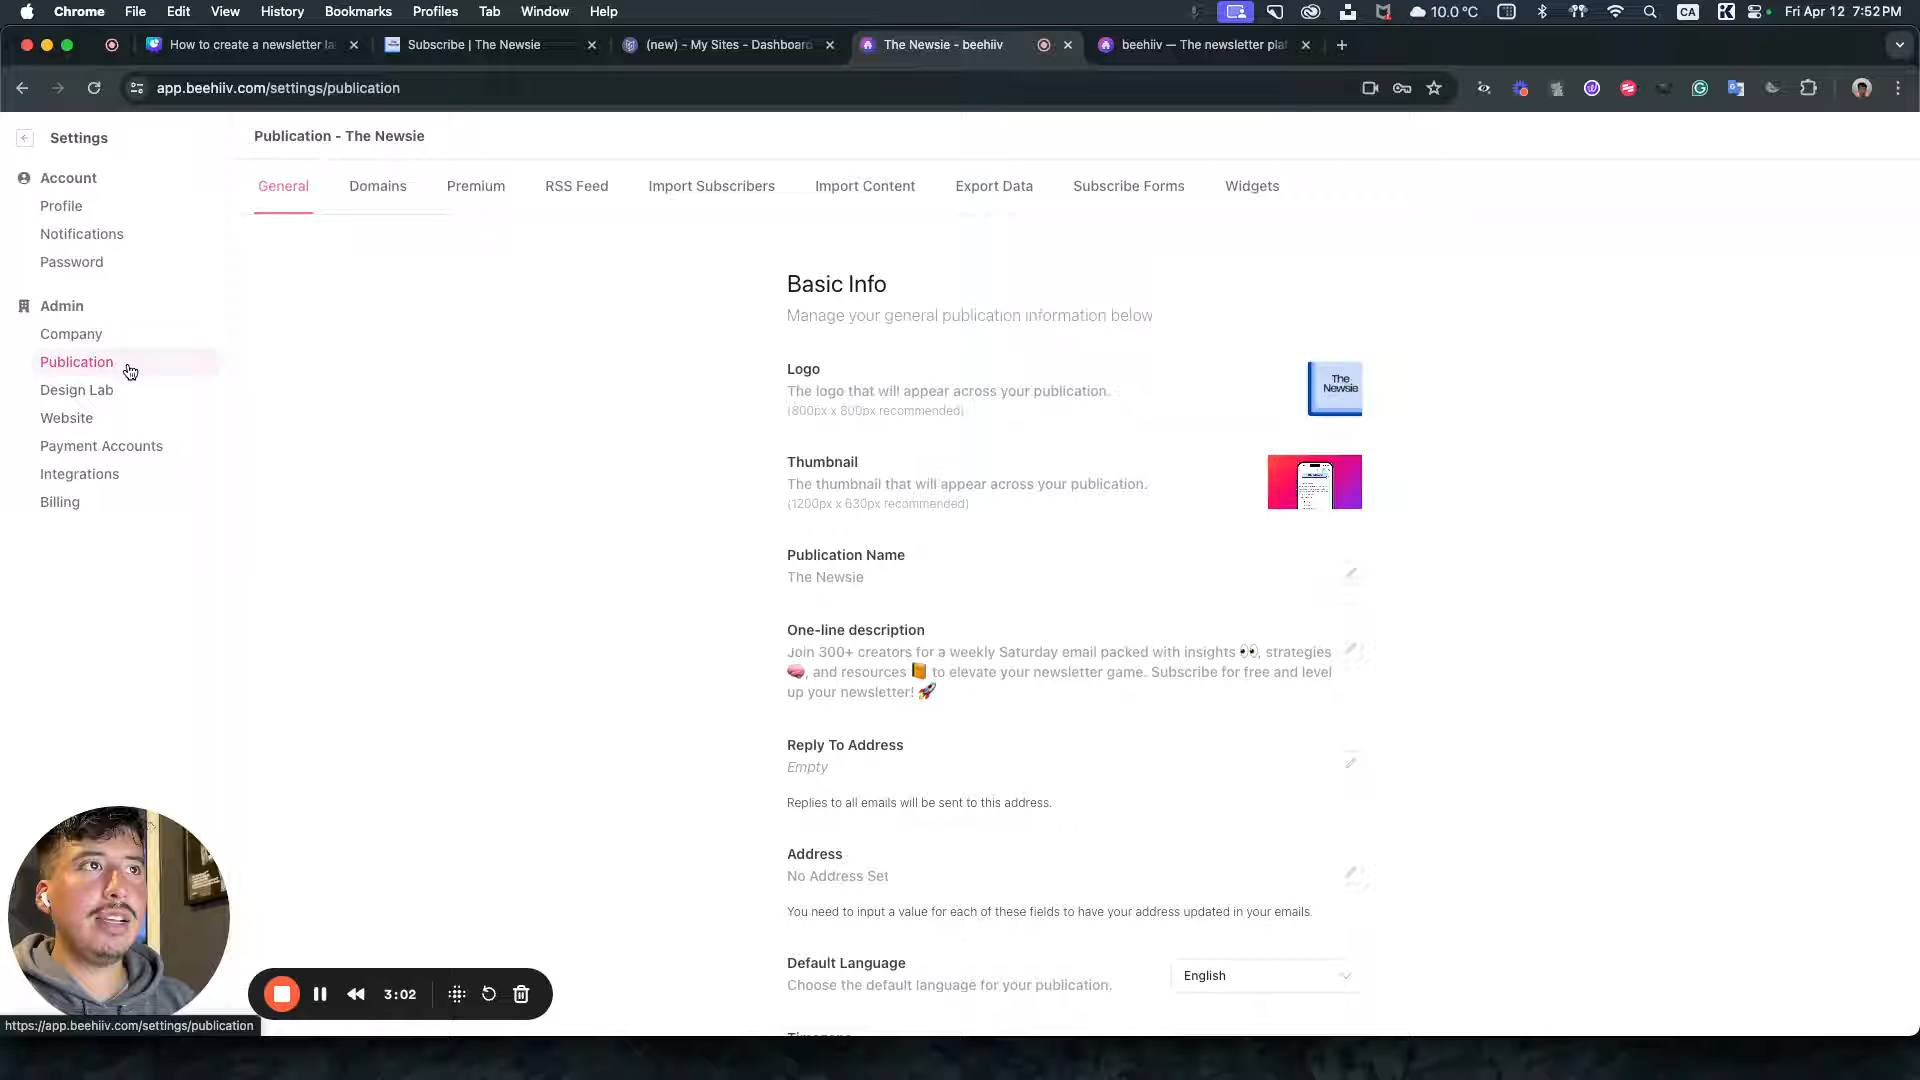 Chrome File Edit View History Bookmarks Profiles Tab Window Help 10.0 °C CA Fri Apr 12 7:52 PM
How to create a newsletter la
Subscribe | The Newsie
(new) - My Sites - Dashboard
The Newsie - beehiiv
beehiiv — The newsletter plat
app.beehiiv.com/settings/publication
Settings
Account
Profile
Notifications
Password
Admin
Company
Publication
Design Lab
Website
Payment Accounts
Integrations
Billing
Publication - The Newsie
General Domains Premium RSS Feed Import Subscribers Import Content Export Data Subscribe Forms Widgets
Basic Info
Manage your general publication information below
Logo
The logo that will appear across your publication.
(800px x 800px recommended)
The
Newsie
Thumbnail
The thumbnail that will appear across your publication.
(1200px x 630px recommended)
Publication Name
The Newsie
One-line description
Join 300+ creators for a weekly Saturday email packed with insights 👀, strategies
🧠, and resources 📙 to elevate your newsletter game. Subscribe for free and level
up your newsletter! 🚀
Reply To Address
Empty
Replies to all emails will be sent to this address.
Address
No Address Set
You need to input a value for each of these fields to have your address updated in your emails.
Default Language
Choose the default language for your publication.
English
Timezone
3:02
https://app.beehiiv.com/settings/publication